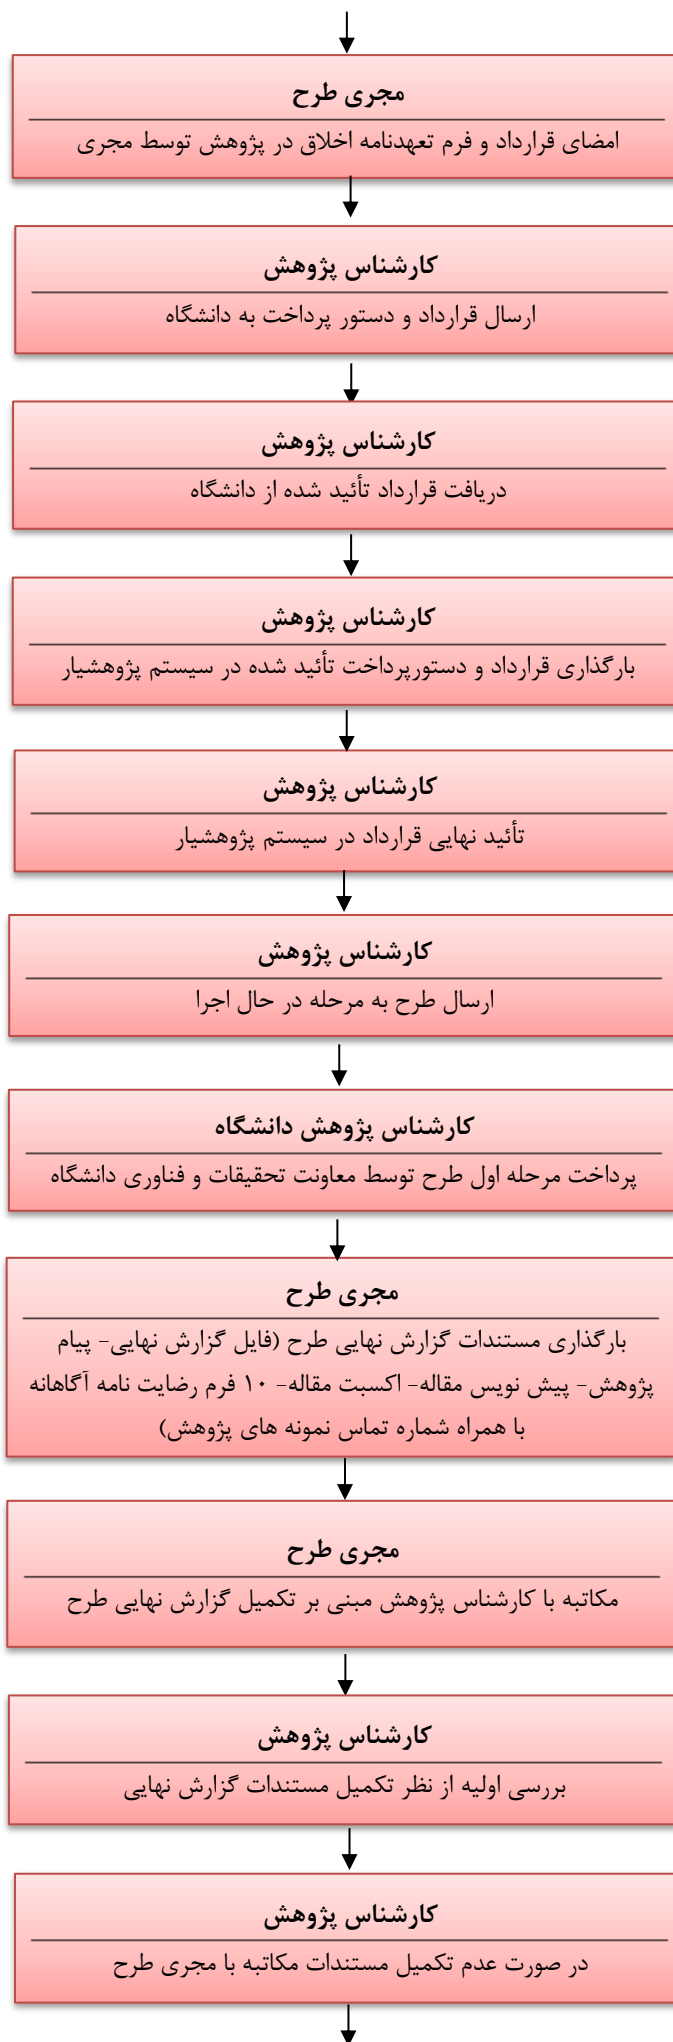 مجری طرح
امضای قرارداد و فرم تعهدنامه اخلاق در پژوهش توسط مجری
کارشناس پژوهش
ارسال قرارداد و دستور پرداخت به دانشگاه
کارشناس پژوهش
دریافت قرارداد تأئید شده از دانشگاه
کارشناس پژوهش
بارگذاری قرارداد و دستورپرداخت تأئید شده در سیستم پژوهشیار
کارشناس پژوهش
تأئید نهایی قرارداد در سیستم پژوهشیار
کارشناس پژوهش
ارسال طرح به مرحله در حال اجرا
کارشناس پژوهش دانشگاه
پرداخت مرحله اول طرح توسط معاونت تحقیقات و فناوری دانشگاه
مجری طرح
بارگذاری مستندات گزارش نهایی طرح (فایل گزارش نهایی- پیام
پژوهش- پیش نویس مقاله- اکسبت مقاله- ۱۰ فرم رضایت نامه آگاهانه
با همراه شماره تماس نمونه های پژوهش)
مجری طرح
مکاتبه با کارشناس پژوهش مبنی بر تکمیل گزارش نهایی طرح
کارشناس پژوهش
بررسی اولیه از نظر تکمیل مستندات گزارش نهایی
کارشناس پژوهش
در صورت عدم تکمیل مستندات مکاتبه با مجری طرح